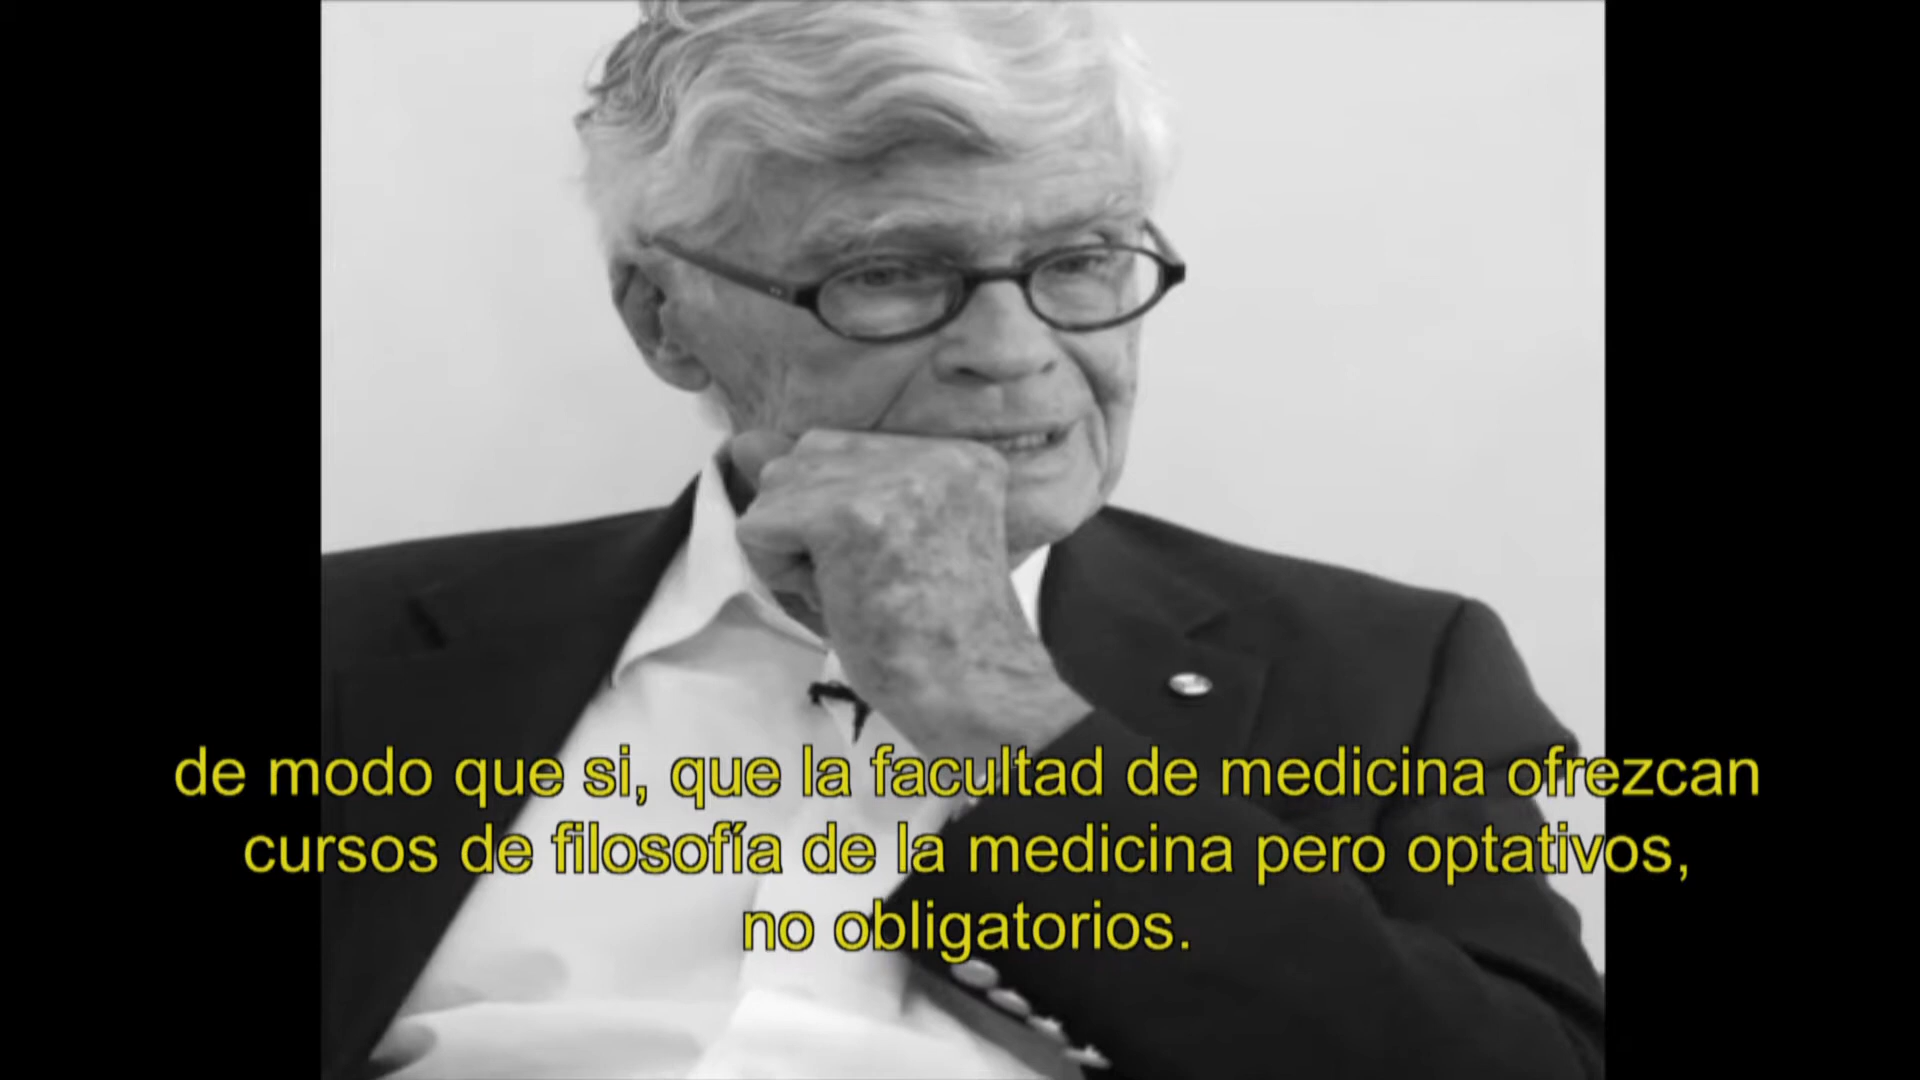 de modo que si, que la facultad de medicina ofrezcan
cursos de filosofía de la medicina pero optativos,
no obligatorios.